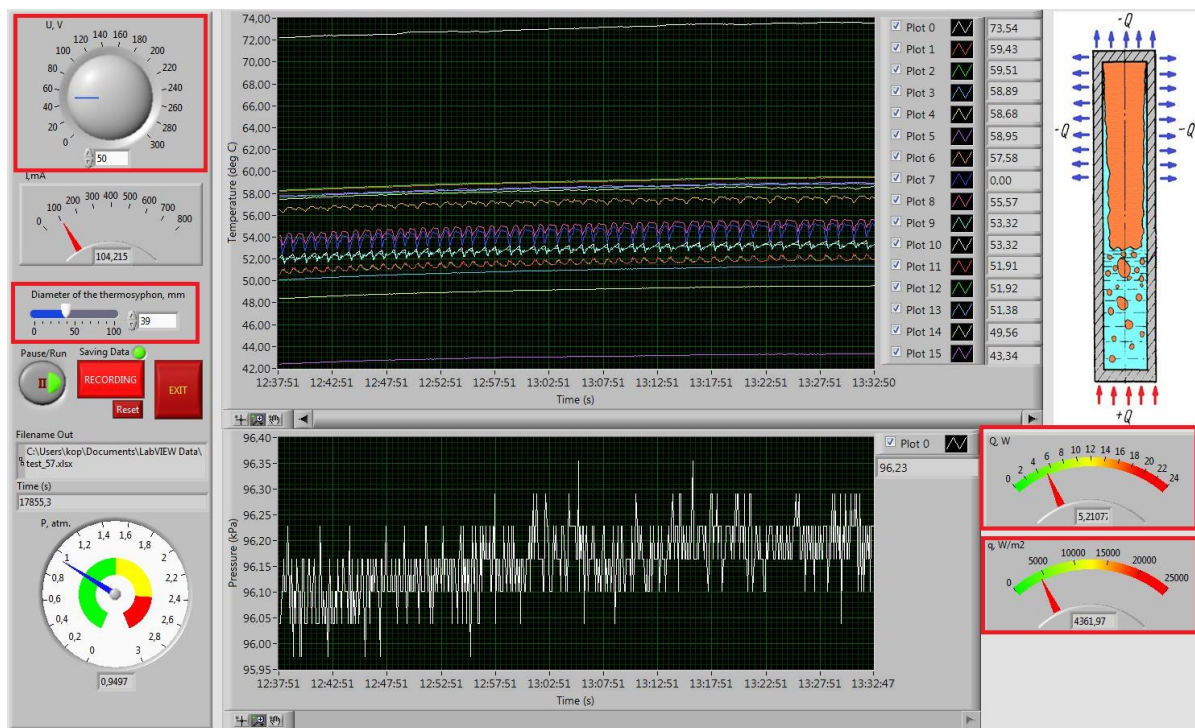 U, V
0 20 40 60 80 100 120 140 160 180 200 220 240 260 280 300
50
I,mA
0 100 200 300 400 500 600 700 800
104,215
Diameter of the thermosyphon, mm
0 50 100
39
Pause/Run
Saving Data
II
RECORDING
EXIT
Reset
Filename Out
C:\Users\kop\Documents\LabVIEW Data\
test_57.xlsx
Time (s)
17855,3
P, atm.
0 0,2 0,4 0,6 0,8 1 1,2 1,4 1,6 1,8 2 2,2 2,4 2,6 2,8 3
0,9497
Temperature (deg C)
74,00
72,00
70,00
68,00
66,00
64,00
62,00
60,00
58,00
56,00
54,00
52,00
50,00
48,00
46,00
44,00
42,00
12:37:51 12:42:51 12:47:51 12:52:51 12:57:51 13:02:51 13:07:51 13:12:51 13:17:51 13:22:51 13:27:51 13:32:50
Time (s)
Plot 0 73,54
Plot 1 59,43
Plot 2 59,51
Plot 3 58,89
Plot 4 58,68
Plot 5 58,95
Plot 6 57,58
Plot 7 0,00
Plot 8 55,57
Plot 9 53,32
Plot 10 53,32
Plot 11 51,91
Plot 12 51,92
Plot 13 51,38
Plot 14 49,56
Plot 15 43,34
-Q
-Q -Q
+Q
Pressure (kPa)
96,40
96,35
96,30
96,25
96,20
96,15
96,10
96,05
96,00
95,95
12:37:51 12:42:51 12:47:51 12:52:51 12:57:51 13:02:51 13:07:51 13:12:51 13:17:51 13:22:51 13:27:51 13:32:47
Time (s)
Plot 0
96,23
Q, W
0 2 4 6 8 10 12 14 16 18 20 22 24
5,2107
q, W/m2
0 5000 10000 15000 20000 25000
4361,97